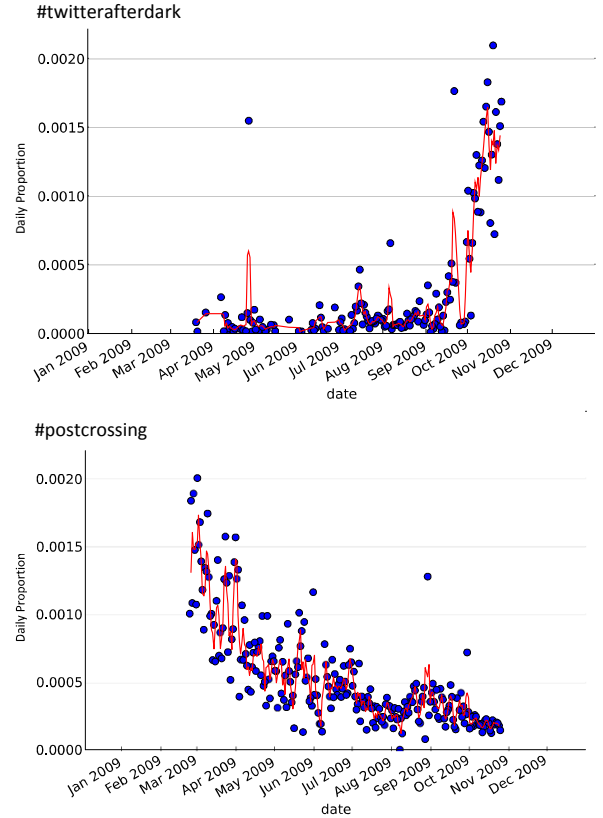 #twitterafterdark
0.0020
0.0015
0.0010
0.0005
0.0000
Daily Proportion
Jan 2009
Feb 2009
Mar 2009
Apr 2009
May 2009
Jun 2009
Jul 2009
Aug 2009
Sep 2009
Oct 2009
Nov 2009
Dec 2009
date
#postcrossing
0.0020
0.0015
0.0010
0.0005
0.0000
Daily Proportion
Jan 2009
Feb 2009
Mar 2009
Apr 2009
May 2009
Jun 2009
Jul 2009
Aug 2009
Sep 2009
Oct 2009
Nov 2009
Dec 2009
date